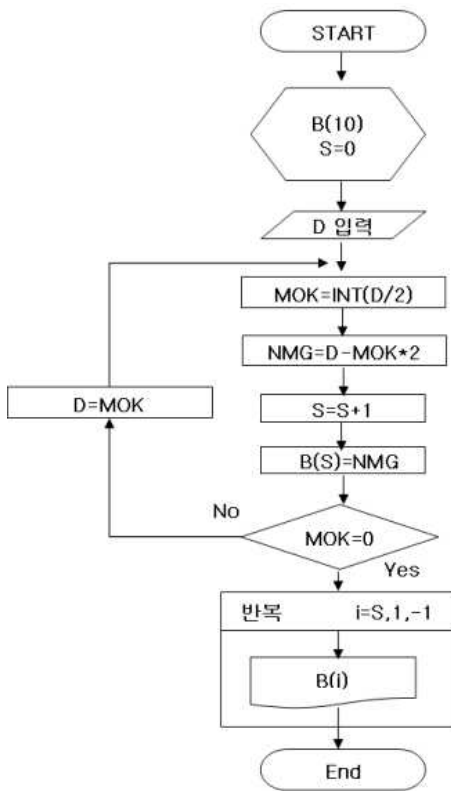 START
B(10)
S=0
D 입력
MOK=INT(D/2)
NMG=D-MOK*2
D=MOK
S=S+1
B(S)=NMG
No
MOK=0
Yes
반복 i=S,1,-1
B(i)
End